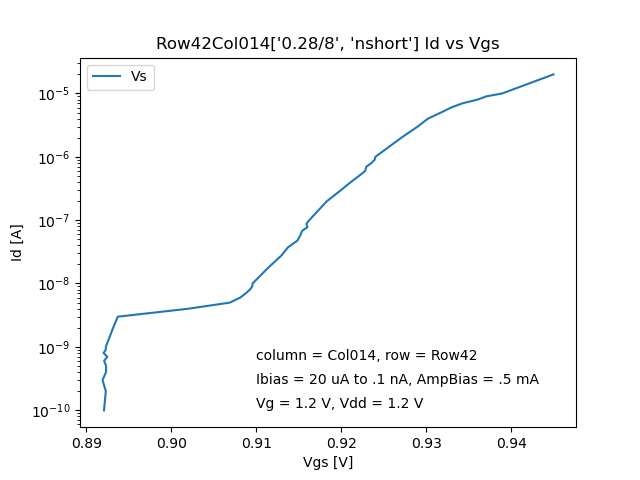 Row42Col014['0.28/8', 'nshort'] Id vs Vgs
Vs
Id [A]
10⁻⁵
10⁻⁶
10⁻⁷
10⁻⁸
10⁻⁹
10⁻¹⁰
column = Col014, row = Row42
Ibias = 20 uA to .1 nA, AmpBias = .5 mA
Vg = 1.2 V, Vdd = 1.2 V
0.89 0.90 0.91 0.92 0.93 0.94
Vgs [V]